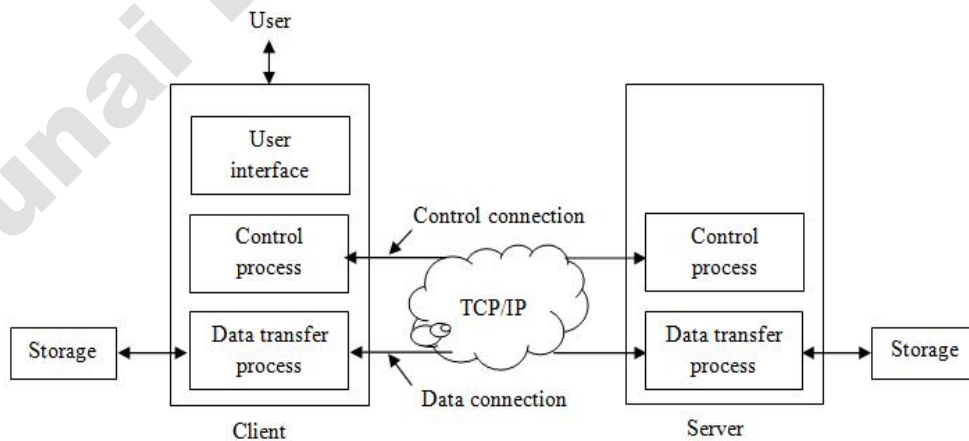 User
User
interface
Control connection
Control
process
Control
process
TCP/IP
Storage
Data transfer
process
Data transfer
process
Storage
Data connection
Client
Server
unai